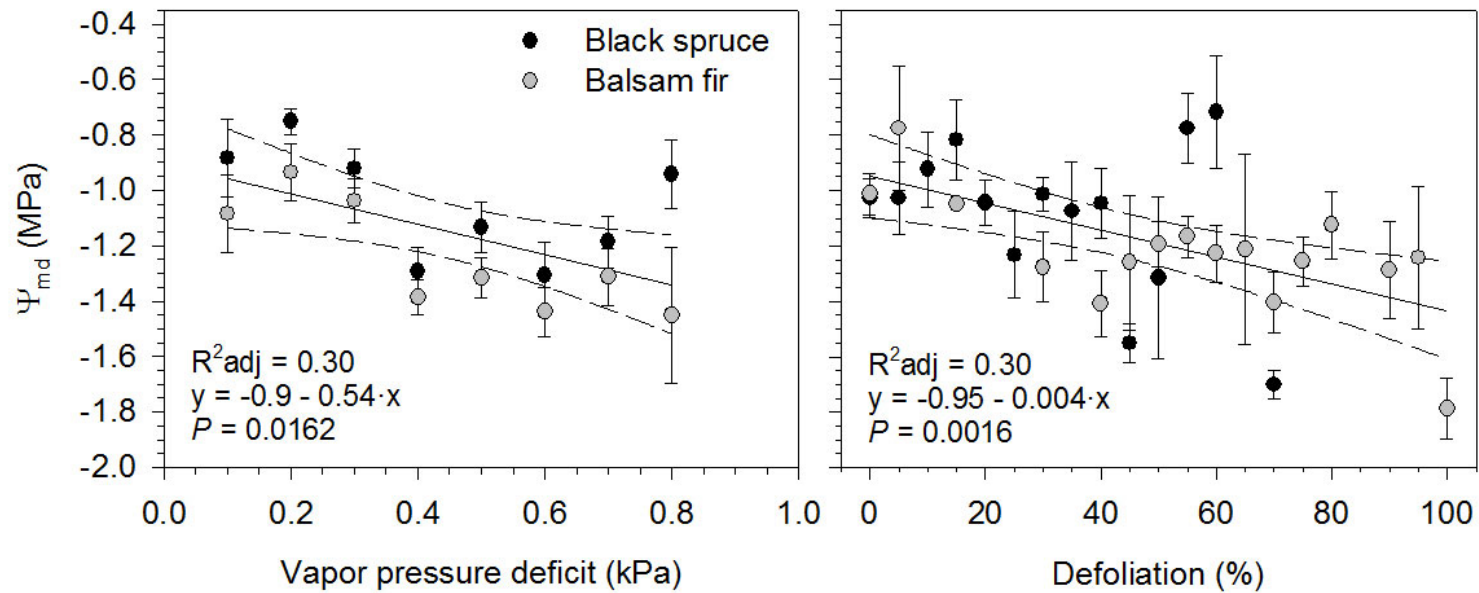 -0.4
-0.6
-0.8
-1.0
-1.2
-1.4
-1.6
-1.8
-2.0
Ψmd (MPa)
Black spruce
Balsam fir
R²adj = 0.30
y = -0.9 - 0.54·x
P = 0.0162
0.0 0.2 0.4 0.6 0.8 1.0
Vapor pressure deficit (kPa)
R²adj = 0.30
y = -0.95 - 0.004·x
P = 0.0016
0 20 40 60 80 100
Defoliation (%)